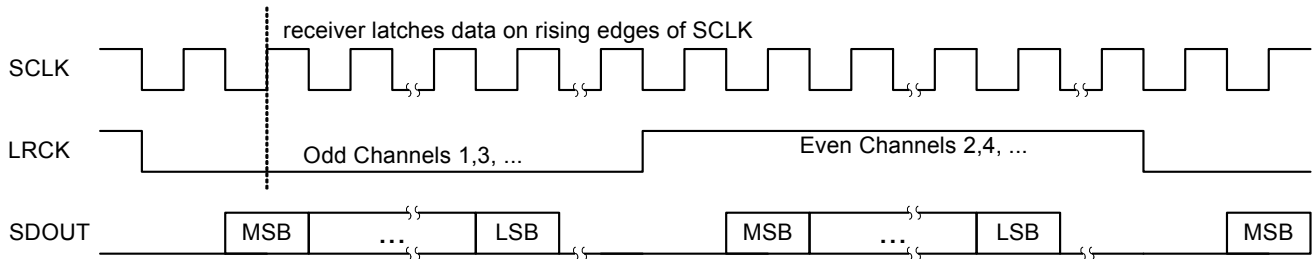 receiver latches data on rising edges of SCLK
SCLK
LRCK
Odd Channels 1,3, ...
Even Channels 2,4, ...
SDOUT
MSB
...
LSB
MSB
...
LSB
MSB